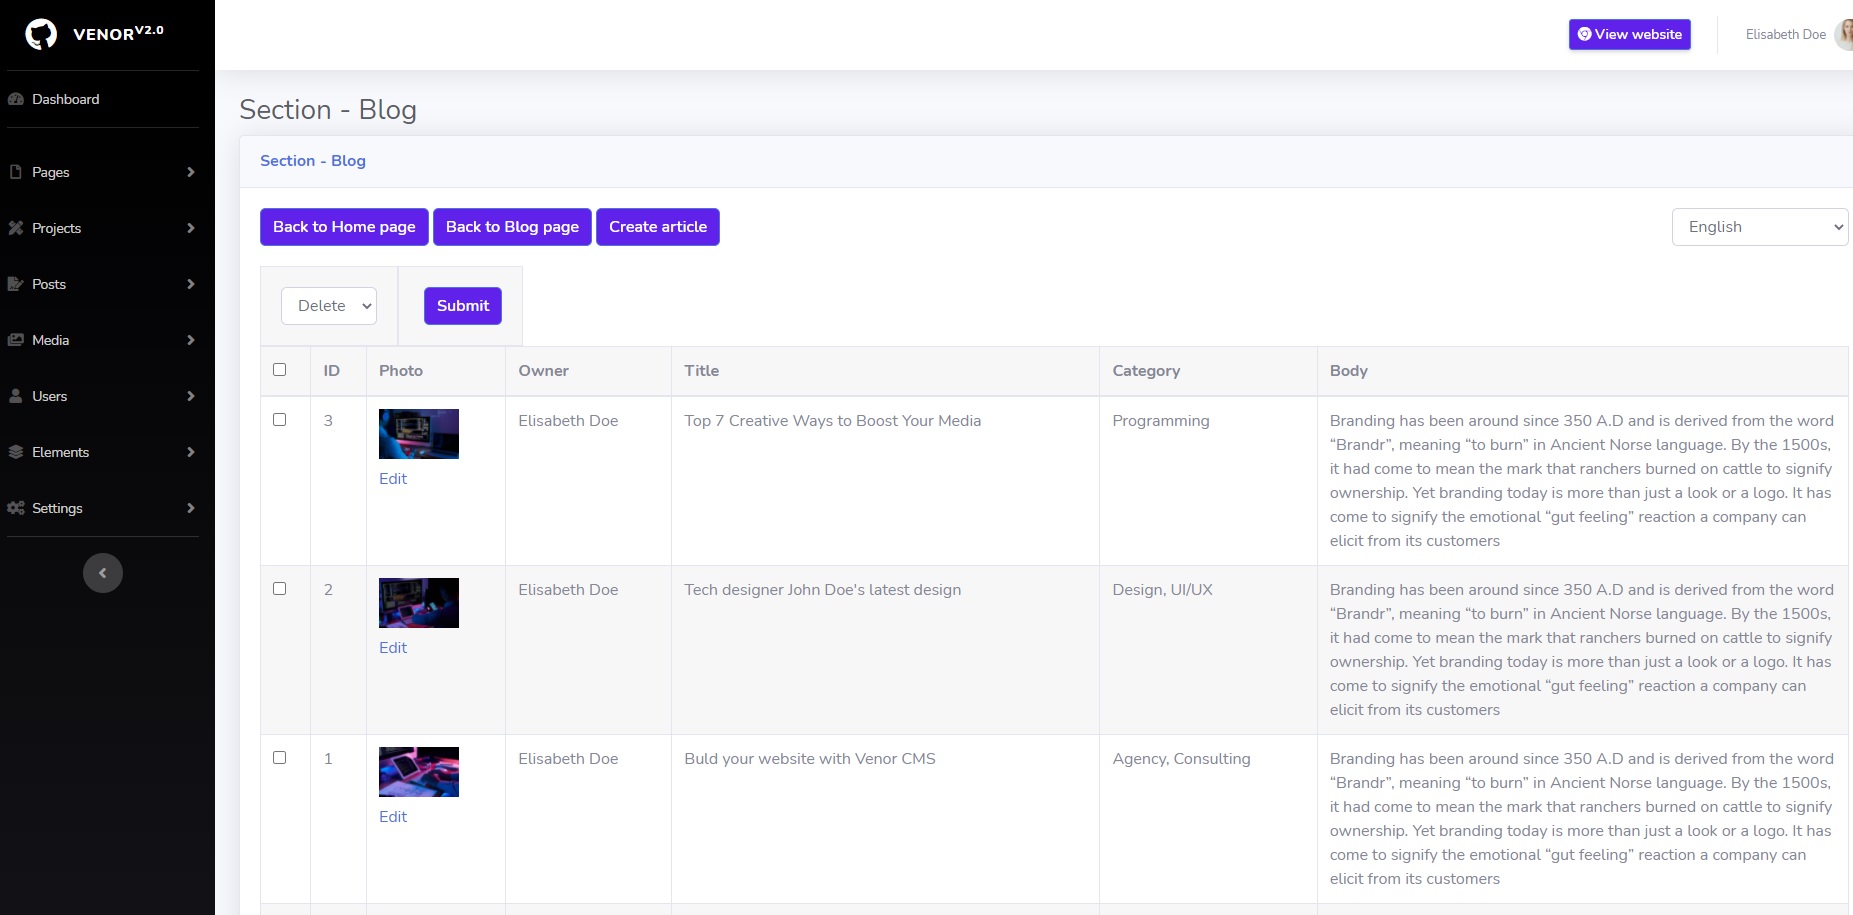 VENORV2.0
View website
Elisabeth Doe
Dashboard
Pages
Projects
Posts
Media
Users
Elements
Settings
Section - Blog
Section - Blog
Back to Home page
Back to Blog page
Create article
English
Delete
Submit
ID
Photo
Owner
Title
Category
Body
3
Edit
Elisabeth Doe
Top 7 Creative Ways to Boost Your Media
Programming
Branding has been around since 350 A.D and is derived from the word
“Brandr”, meaning “to burn” in Ancient Norse language. By the 1500s,
it had come to mean the mark that ranchers burned on cattle to signify
ownership. Yet branding today is more than just a look or a logo. It has
come to signify the emotional “gut feeling” reaction a company can
elicit from its customers
2
Edit
Elisabeth Doe
Tech designer John Doe's latest design
Design, UI/UX
Branding has been around since 350 A.D and is derived from the word
“Brandr”, meaning “to burn” in Ancient Norse language. By the 1500s,
it had come to mean the mark that ranchers burned on cattle to signify
ownership. Yet branding today is more than just a look or a logo. It has
come to signify the emotional “gut feeling” reaction a company can
elicit from its customers
1
Edit
Elisabeth Doe
Buld your website with Venor CMS
Agency, Consulting
Branding has been around since 350 A.D and is derived from the word
“Brandr”, meaning “to burn” in Ancient Norse language. By the 1500s,
it had come to mean the mark that ranchers burned on cattle to signify
ownership. Yet branding today is more than just a look or a logo. It has
come to signify the emotional “gut feeling” reaction a company can
elicit from its customers